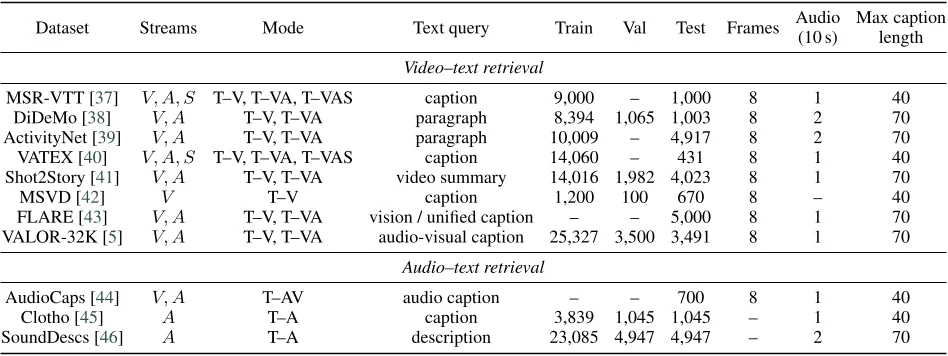 Dataset Streams Mode Text query Train Val Test Frames Audio (10 s) Max caption length
Video–text retrieval
MSR-VTT [37] V, A, S T–V, T–VA, T–VAS caption 9,000 – 1,000 8 1 40
DiDeMo [38] V, A T–V, T–VA paragraph 8,394 1,065 1,003 8 2 70
ActivityNet [39] V, A T–V, T–VA paragraph 10,009 – 4,917 8 2 70
VATEX [40] V, A, S T–V, T–VA, T–VAS caption 14,060 – 431 8 1 40
Shot2Story [41] V, A T–V, T–VA video summary 14,016 1,982 4,023 8 1 70
MSVD [42] V T–V caption 1,200 100 670 8 – 40
FLARE [43] V, A T–V, T–VA vision / unified caption – – 5,000 8 1 70
VALOR-32K [5] V, A T–V, T–VA audio-visual caption 25,327 3,500 3,491 8 1 70
Audio–text retrieval
AudioCaps [44] V, A T–AV audio caption – – 700 8 1 40
Clotho [45] A T–A caption 3,839 1,045 1,045 – 1 40
SoundDescs [46] A T–A description 23,085 4,947 4,947 – 2 70